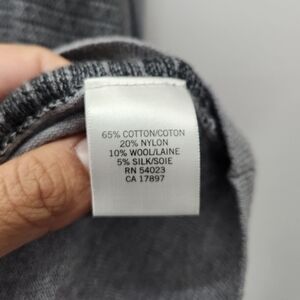 65% COTTON/COTON
20% NYLON
10% WOOL/LAINE
5% SILK/SOIE
RN 54023
CA 17897